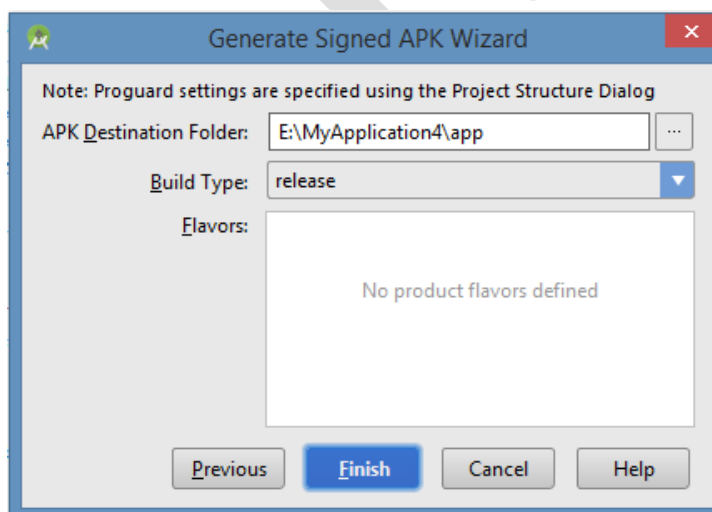 Generate Signed APK Wizard
Note: Proguard settings are specified using the Project Structure Dialog
APK Destination Folder: E:\MyApplication4\app ...
Build Type: release
Flavors:
No product flavors defined
Previous Finish Cancel Help